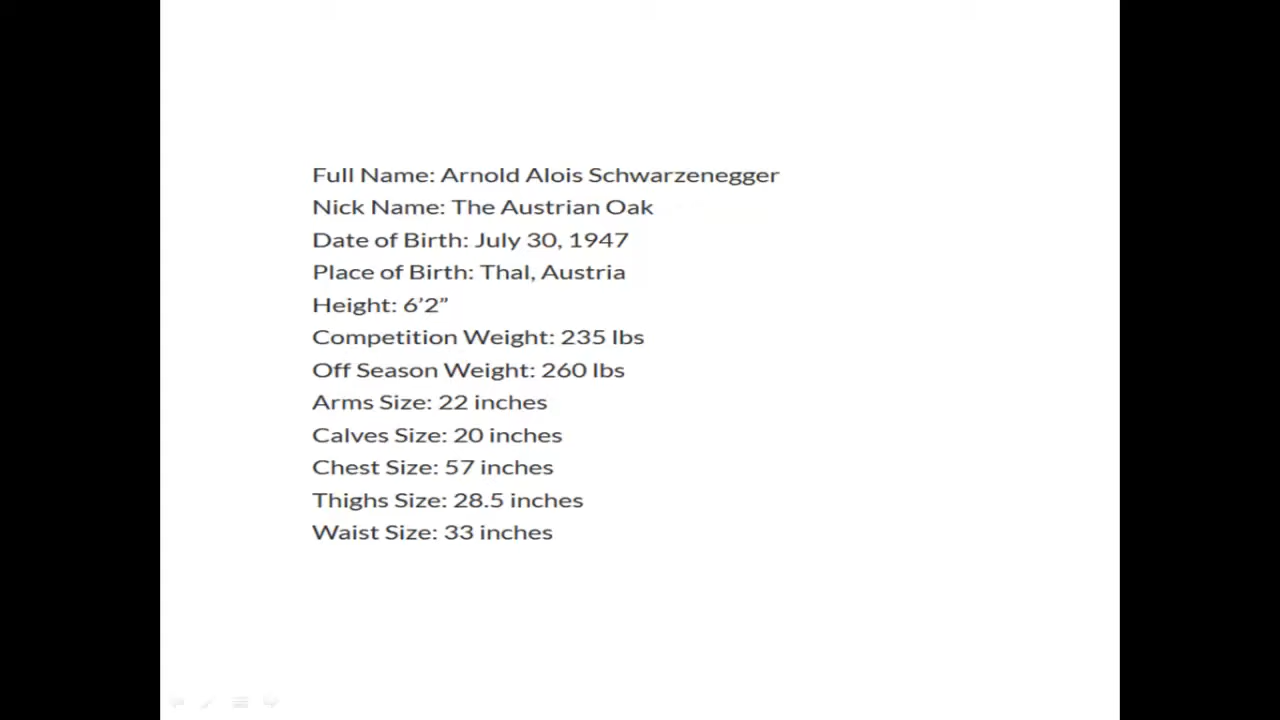 Full Name: Arnold Alois Schwarzenegger
Nick Name: The Austrian Oak
Date of Birth: July 30, 1947
Place of Birth: Thal, Austria
Height: 6’2”
Competition Weight: 235 lbs
Off Season Weight: 260 lbs
Arms Size: 22 inches
Calves Size: 20 inches
Chest Size: 57 inches
Thighs Size: 28.5 inches
Waist Size: 33 inches